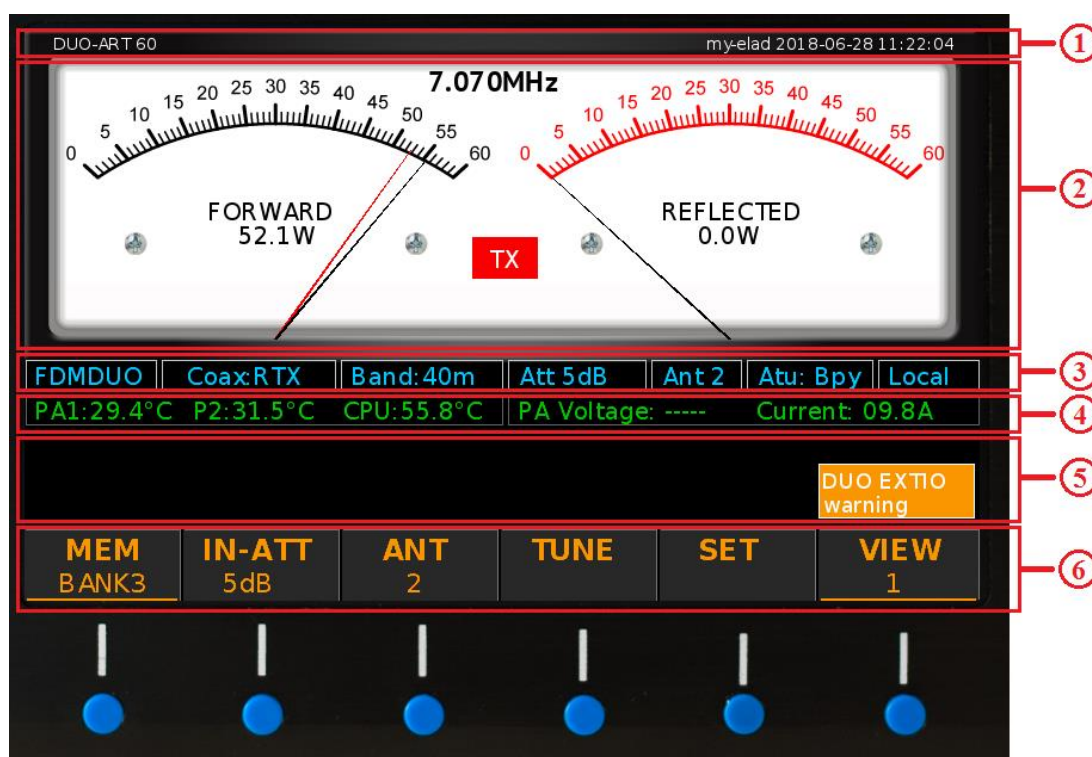 DUO-ART 60 my-elad 2018-06-28 11:22:04
1
7.070MHz
0 5 10 15 20 25 30 35 40 45 50 55 60
0 5 10 15 20 25 30 35 40 45 50 55 60
FORWARD
52.1W
REFLECTED
0.0W
TX
2
FDMDUO Coax:RTX Band:40m Att 5dB Ant 2 Atu: Bpy Local
3
PA1:29.4°C P2:31.5°C CPU:55.8°C PA Voltage: ----- Current: 09.8A
4
DUO EXTIO
warning
5
MEM IN-ATT ANT TUNE SET VIEW
BANK3 5dB 2 1
6